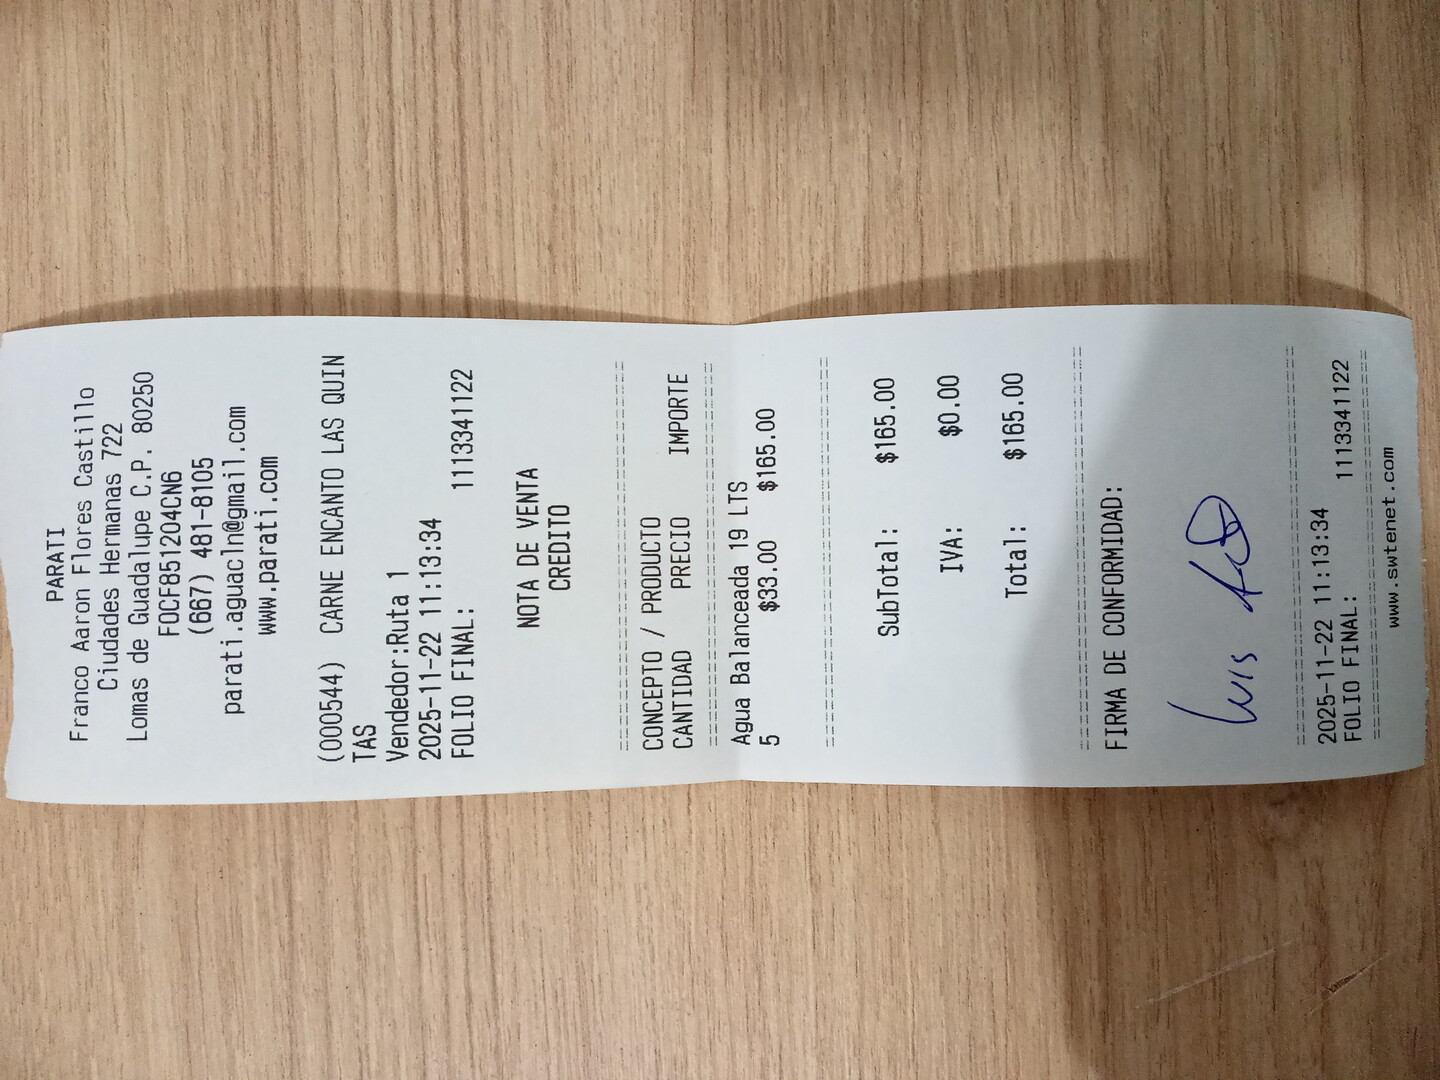 PARATI
Franco Aaron Flores Castillo
Ciudades Hermanas 722
Lomas de Guadalupe C.P. 80250
FOCF851204CN6
(667) 481-8105
parati.aguacln@gmail.com
www.parati.com
(000544) CARNE ENCANTO LAS QUIN
TAS
Vendedor:Ruta 1
2025-11-22 11:13:34
FOLIO FINAL: 1113341122
NOTA DE VENTA
CREDITO
CONCEPTO / PRODUCTO
CANTIDAD PRECIO IMPORTE
Agua Balanceada 19 LTS
5 $33.00 $165.00
SubTotal: $165.00
IVA: $0.00
Total: $165.00
FIRMA DE CONFORMIDAD:
Luis
2025-11-22 11:13:34
FOLIO FINAL: 1113341122
www.swtenet.com